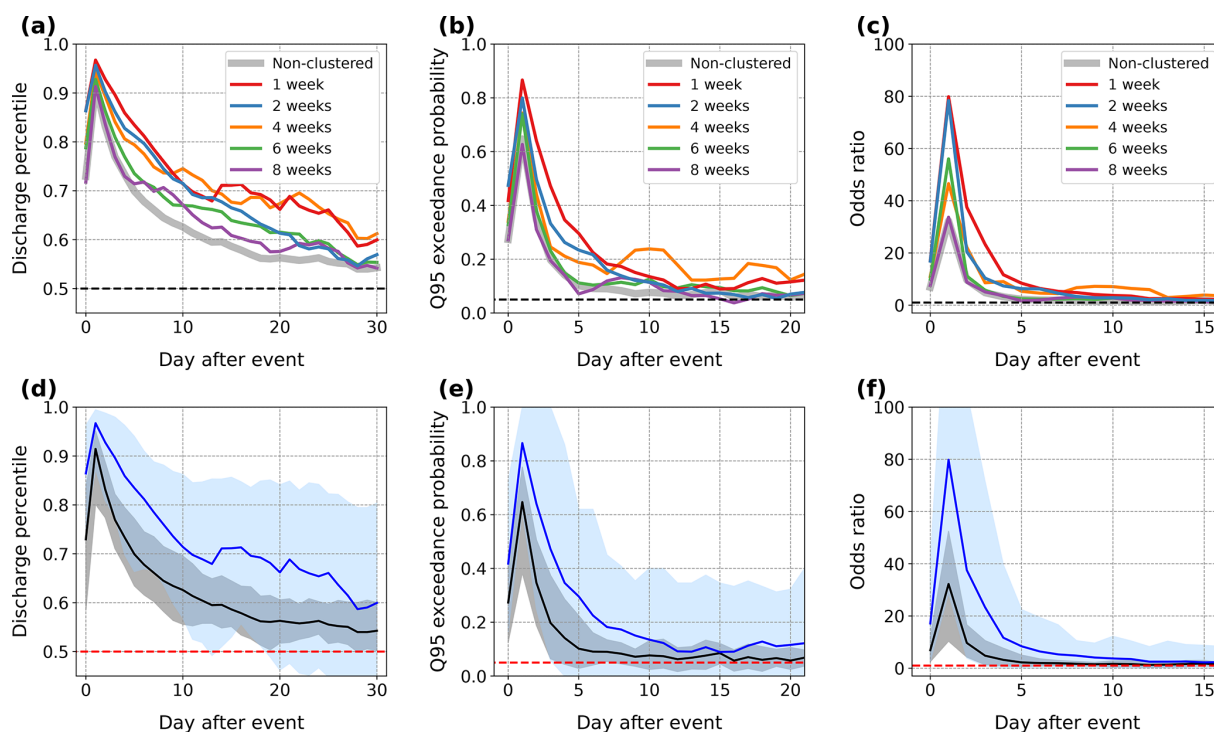 (a)
(b)
(c)
1.0
0.9
0.8
0.7
0.6
0.5
Discharge percentile
Non-clustered
1 week
2 weeks
4 weeks
6 weeks
8 weeks
0
10
20
30
Day after event
1.0
0.8
0.6
0.4
0.2
0.0
Q95 exceedance probability
Non-clustered
1 week
2 weeks
4 weeks
6 weeks
8 weeks
0
5
10
15
20
Day after event
100
80
60
40
20
0
Odds ratio
Non-clustered
1 week
2 weeks
4 weeks
6 weeks
8 weeks
0
5
10
15
Day after event
(d)
(e)
(f)
1.0
0.9
0.8
0.7
0.6
0.5
Discharge percentile
0
10
20
30
Day after event
1.0
0.8
0.6
0.4
0.2
0.0
Q95 exceedance probability
0
5
10
15
20
Day after event
100
80
60
40
20
0
Odds ratio
0
5
10
15
Day after event